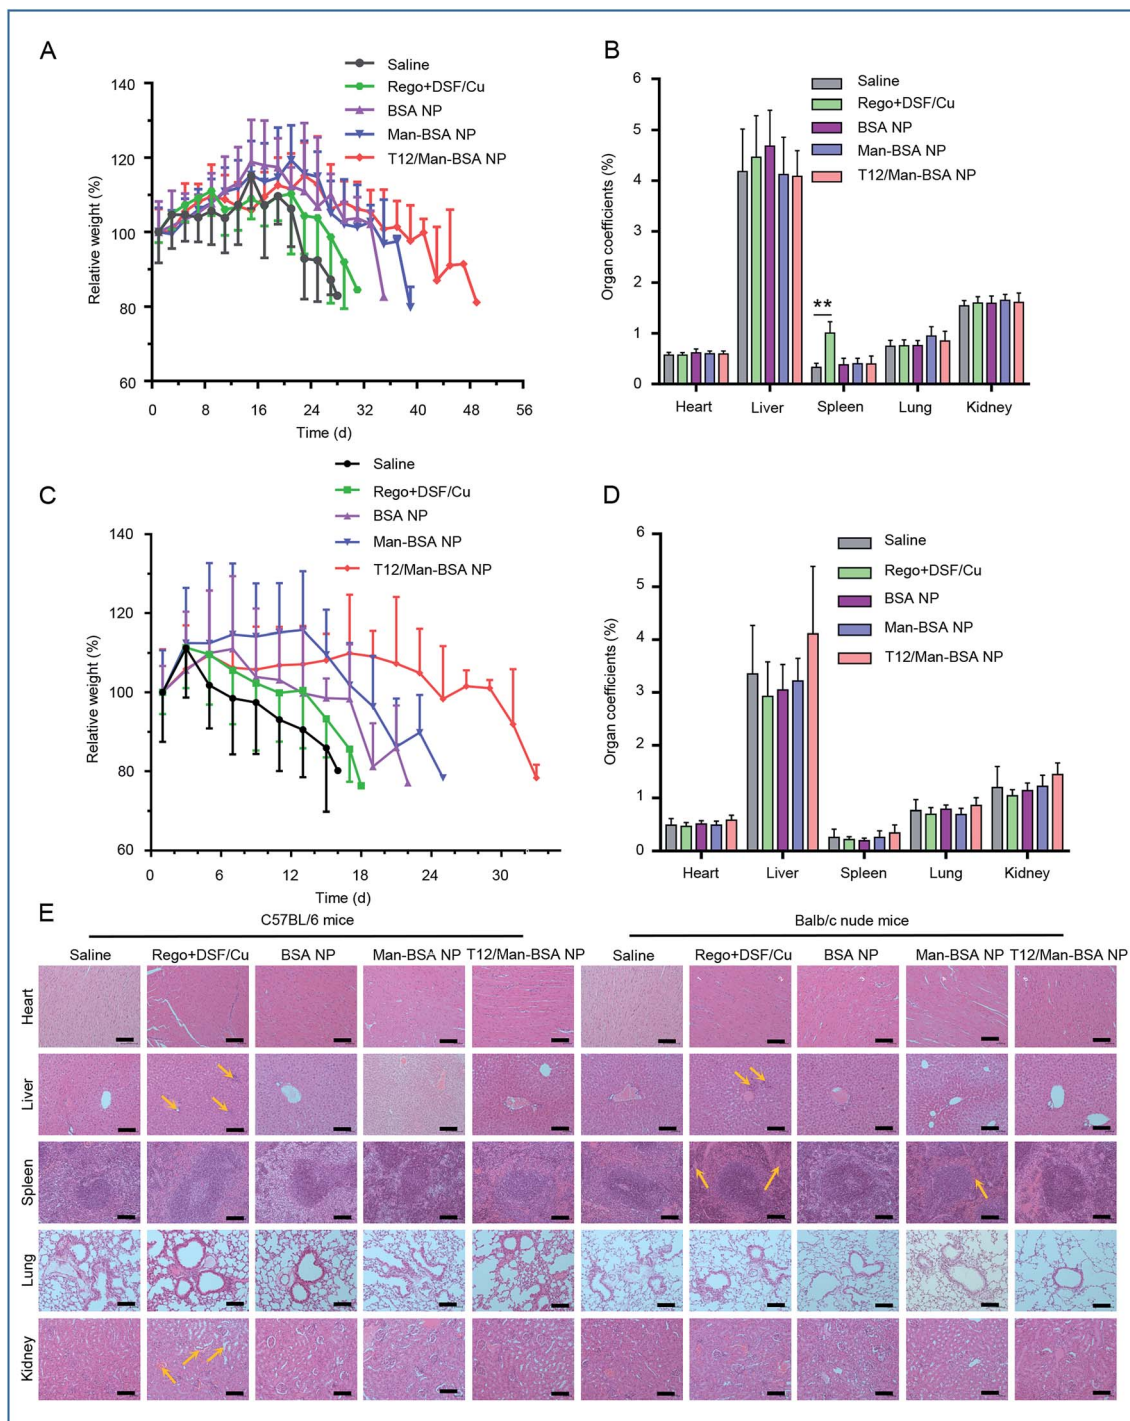 A
Saline
Rego+DSF/Cu
BSA NP
Man-BSA NP
T12/Man-BSA NP
Relative weight (%)
140
120
100
80
60
0 8 16 24 32 40 48 56
Time (d)
B
Saline
Rego+DSF/Cu
BSA NP
Man-BSA NP
T12/Man-BSA NP
**
Organ coefficients (%)
6
5
4
3
2
1
0
Heart Liver Spleen Lung Kidney
C
Saline
Rego+DSF/Cu
BSA NP
Man-BSA NP
T12/Man-BSA NP
Relative weight (%)
140
120
100
80
60
0 6 12 18 24 30
Time (d)
D
Saline
Rego+DSF/Cu
BSA NP
Man-BSA NP
T12/Man-BSA NP
Organ coefficients (%)
6
5
4
3
2
1
0
Heart Liver Spleen Lung Kidney
E
C57BL/6 mice Balb/c nude mice
Saline Rego+DSF/Cu BSA NP Man-BSA NP T12/Man-BSA NP Saline Rego+DSF/Cu BSA NP Man-BSA NP T12/Man-BSA NP
Heart
Liver
Spleen
Lung
Kidney